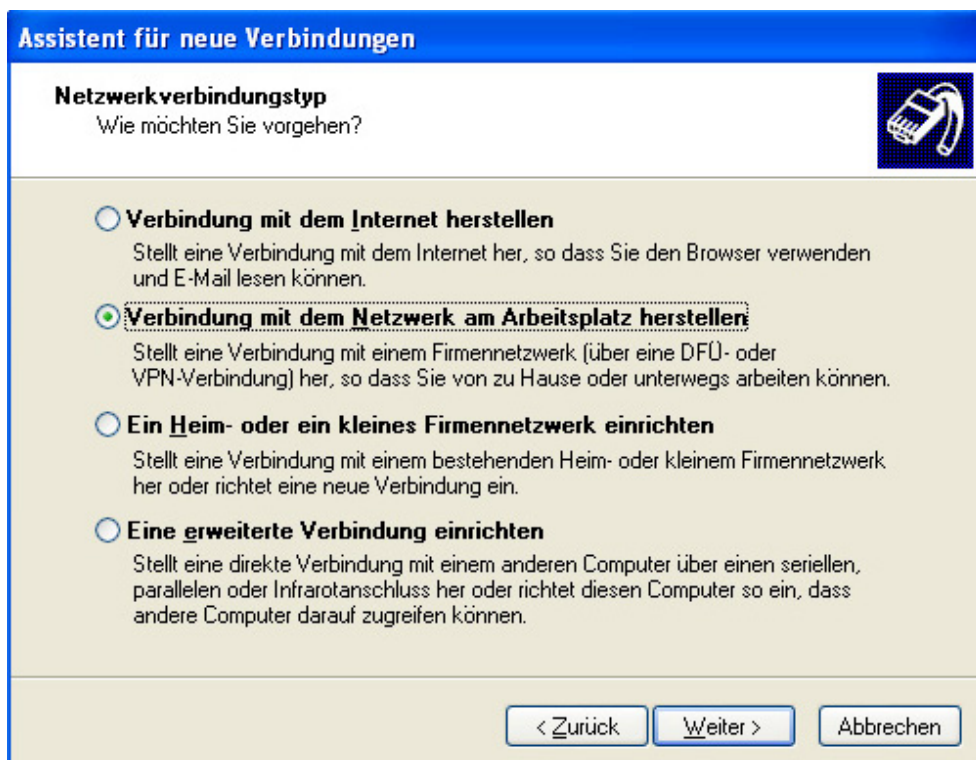 Assistent für neue Verbindungen
Netzwerkverbindungstyp
Wie möchten Sie vorgehen?
Verbindung mit dem Internet herstellen
Stellt eine Verbindung mit dem Internet her, so dass Sie den Browser verwenden
und E-Mail lesen können.
Verbindung mit dem Netzwerk am Arbeitsplatz herstellen
Stellt eine Verbindung mit einem Firmennetzwerk (über eine DFÜ- oder
VPN-Verbindung) her, so dass Sie von zu Hause oder unterwegs arbeiten können.
Ein Heim- oder ein kleines Firmennetzwerk einrichten
Stellt eine Verbindung mit einem bestehenden Heim- oder kleinem Firmennetzwerk
her oder richtet eine neue Verbindung ein.
Eine erweiterte Verbindung einrichten
Stellt eine direkte Verbindung mit einem anderen Computer über einen seriellen,
parallelen oder Infrarotanschluss her oder richtet diesen Computer so ein, dass
andere Computer darauf zugreifen können.
< Zurück Weiter > Abbrechen